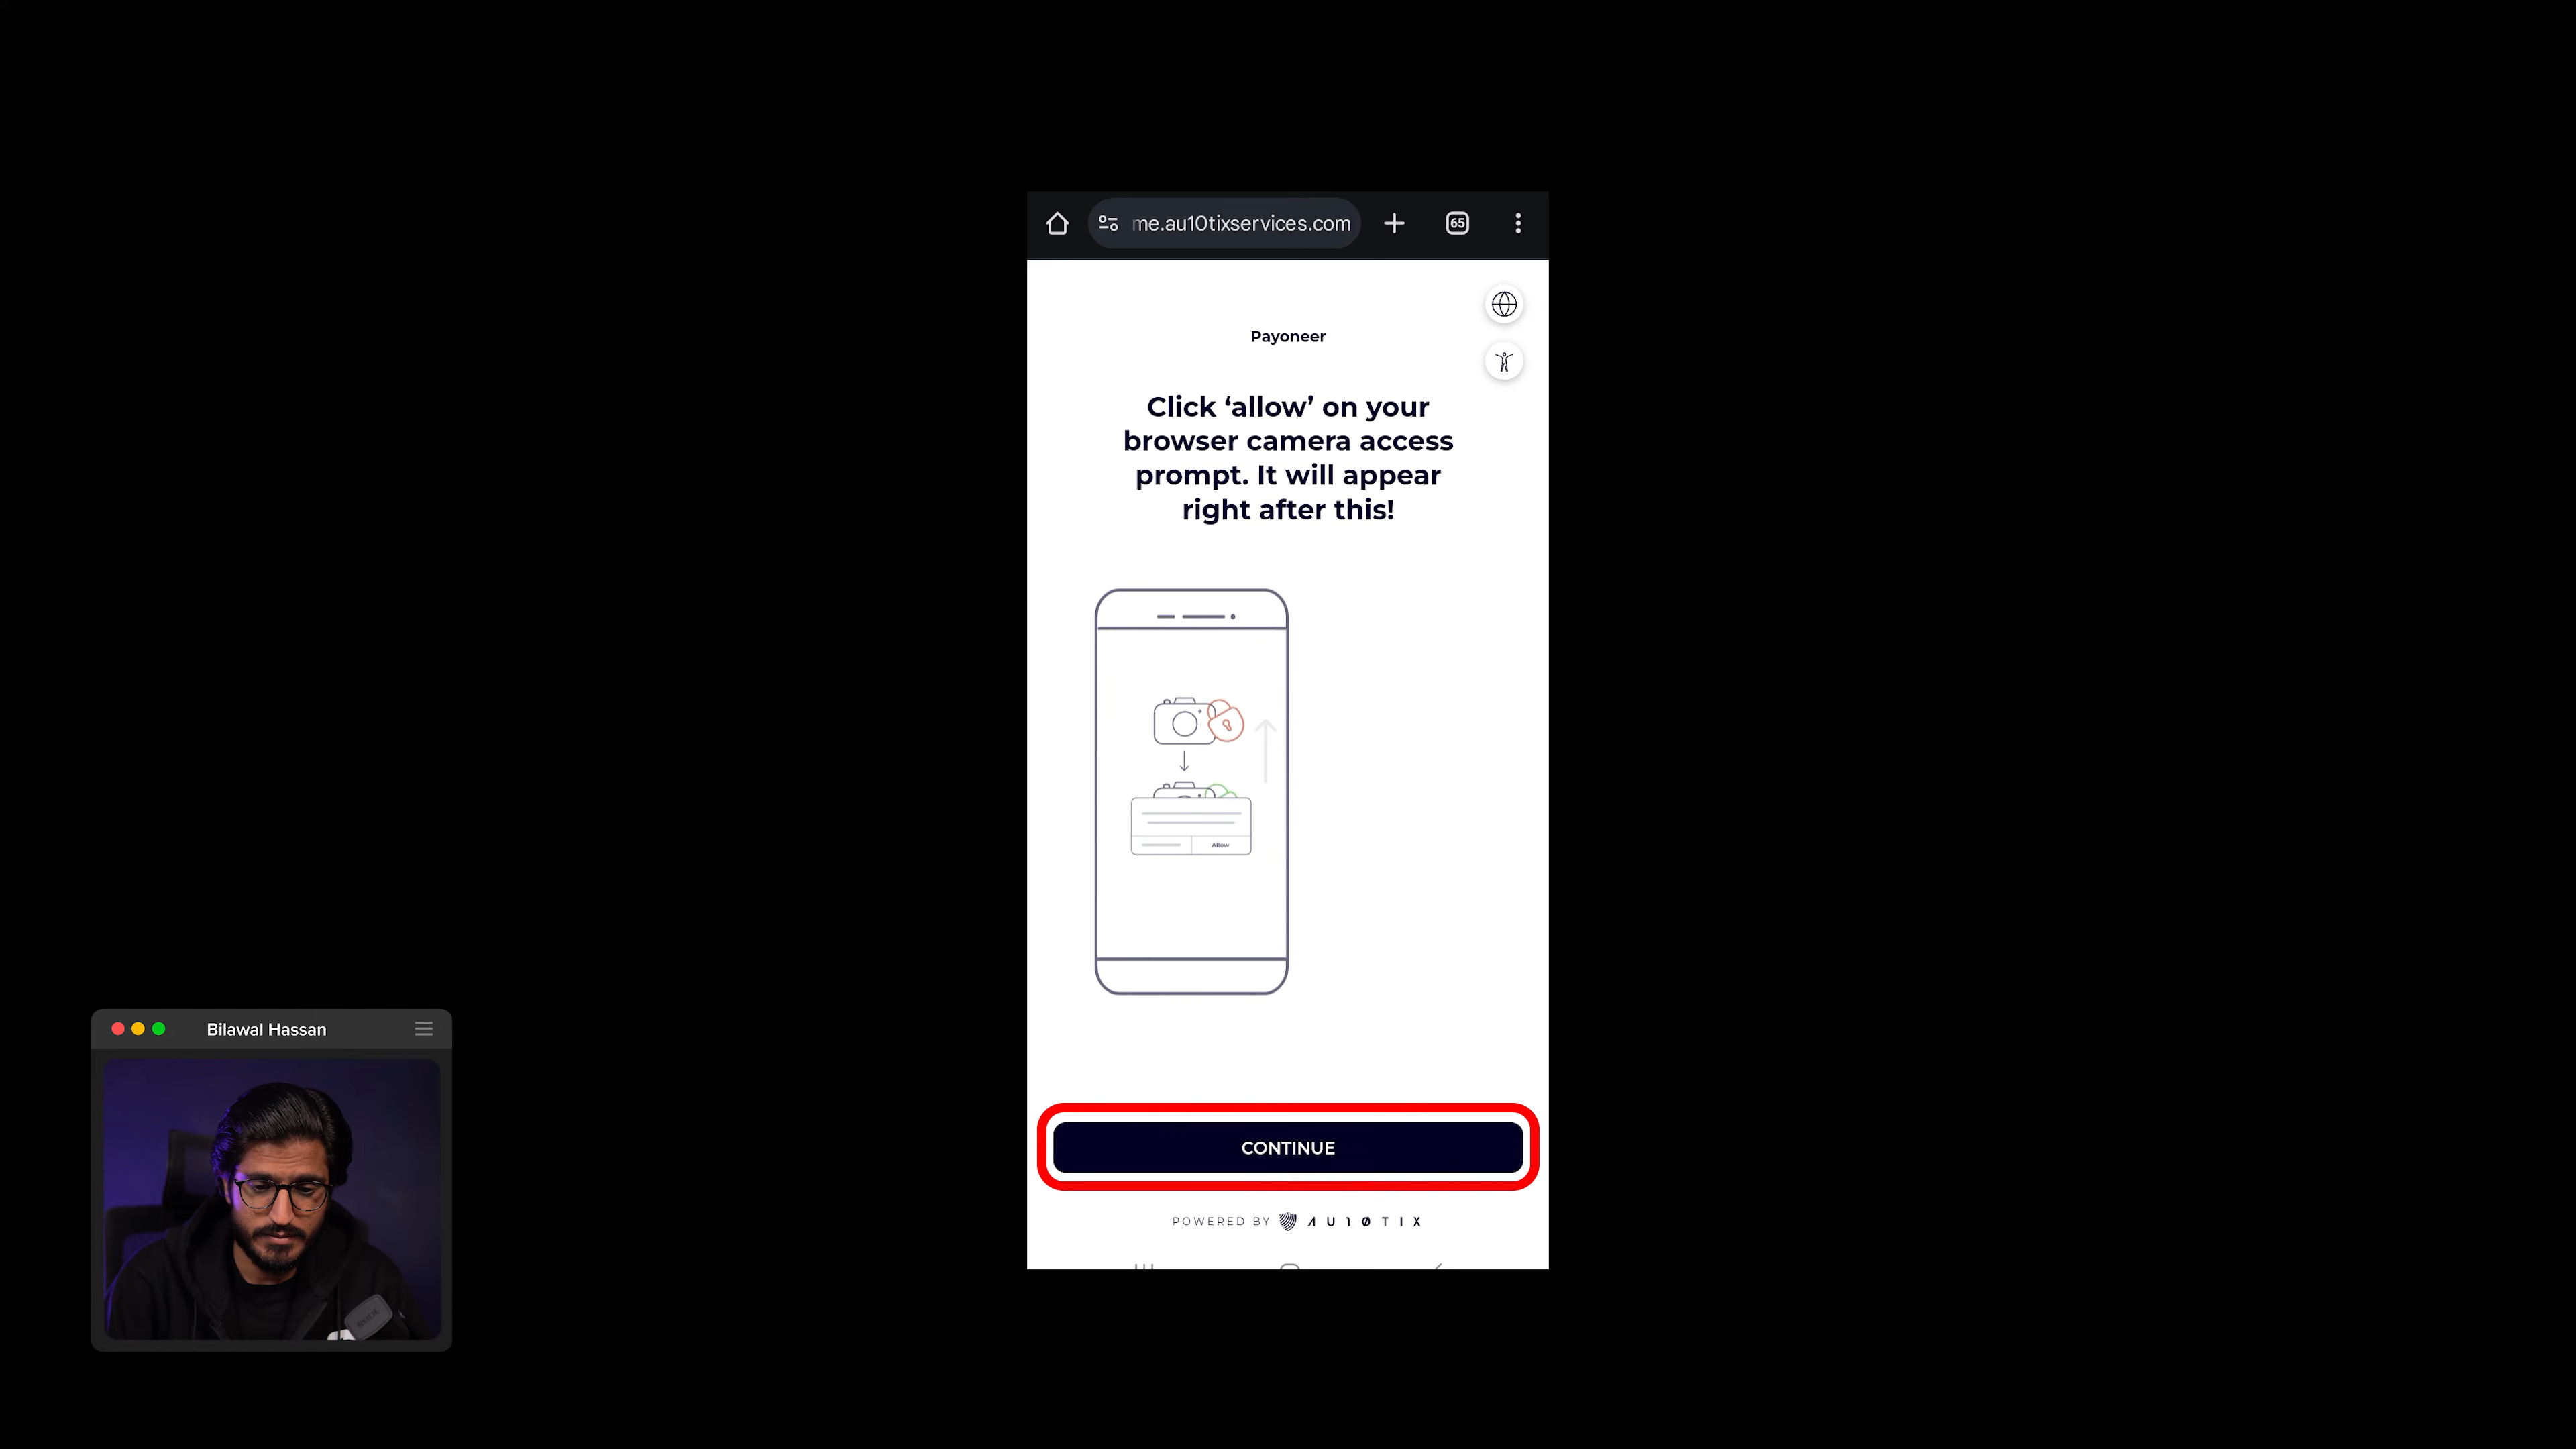 me.au10tixservices.com
65
Payoneer
Click ‘allow’ on your
browser camera access
prompt. It will appear
right after this!
Allow
CONTINUE
POWERED BY AU10TIX
Bilawal Hassan
RODE